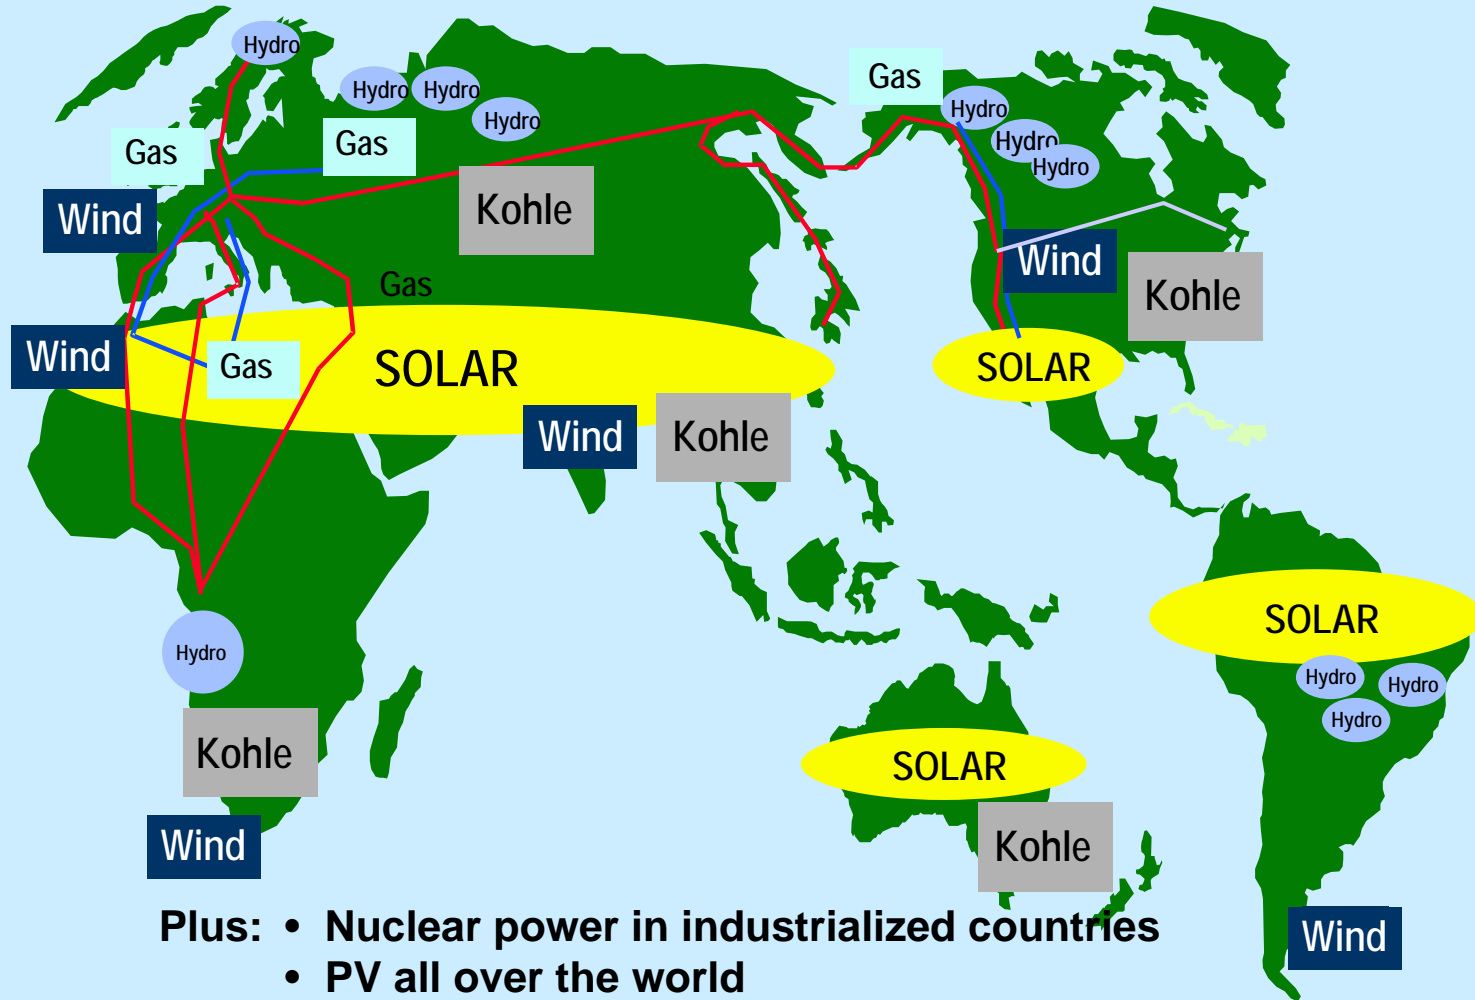 Hydro
Gas
Hydro
Hydro
Hydro
Hydro
Gas
Gas
Hydro
Hydro
Hydro
Wind
Kohle
Wind
Kohle
Gas
Wind
Gas
SOLAR
SOLAR
Wind
Kohle
SOLAR
Hydro
Hydro
Hydro
Hydro
Kohle
SOLAR
Wind
Kohle
Plus: • Nuclear power in industrialized countries
Wind
• PV all over the world